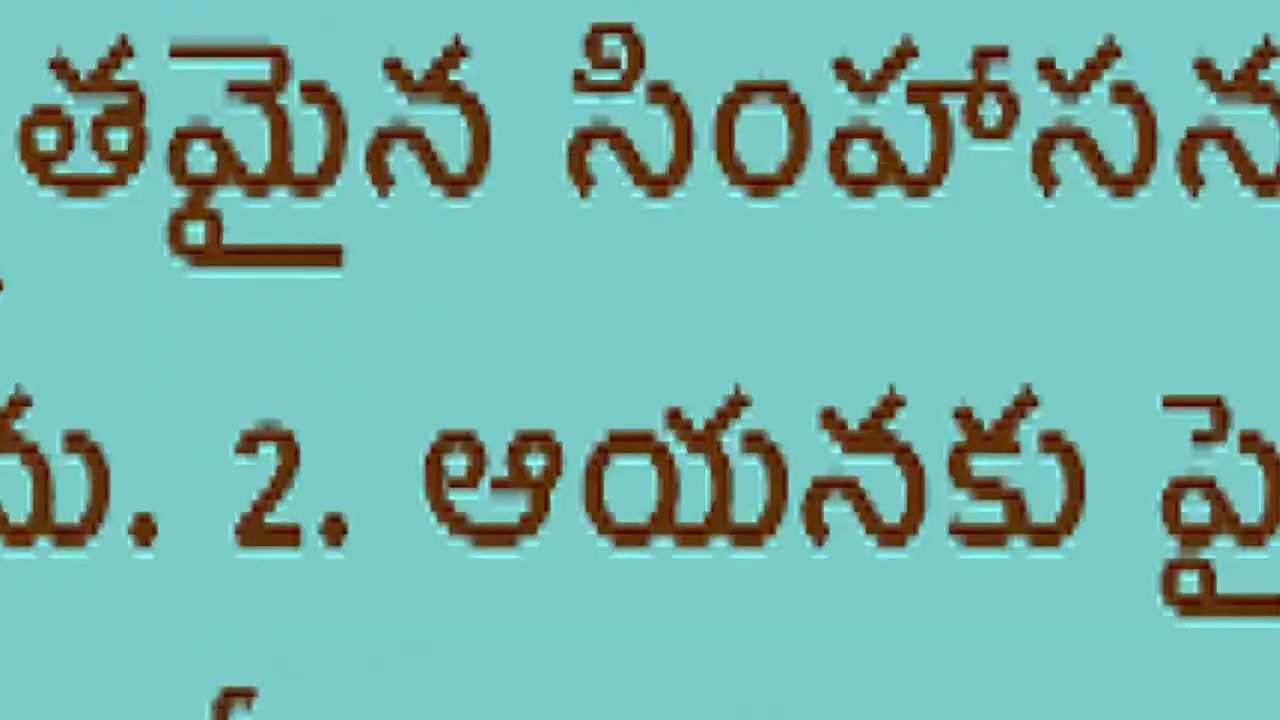 తమైన సింహాసన
ను. 2. ఆయనకు పై